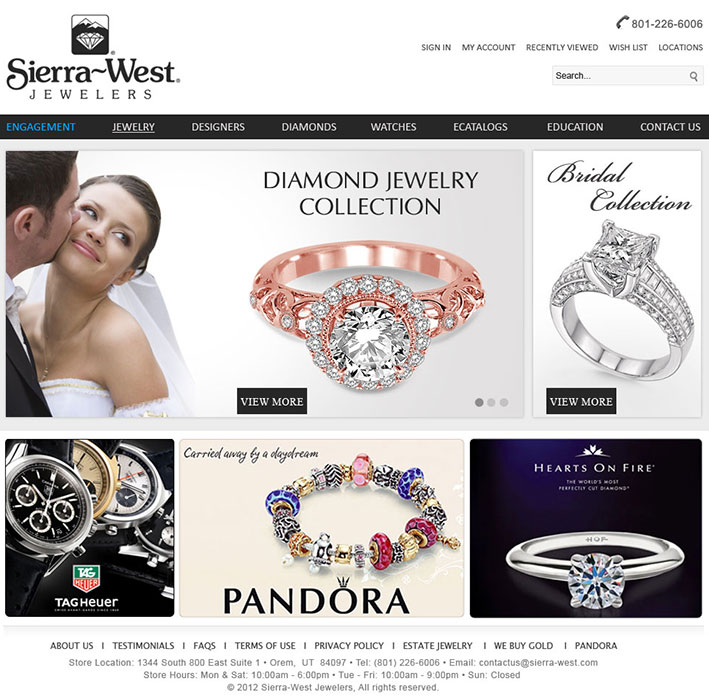 801-226-6006
SIGN IN MY ACCOUNT RECENTLY VIEWED WISH LIST LOCATIONS
Search...
Sierra~West®
JEWELERS
ENGAGEMENT JEWELRY DESIGNERS DIAMONDS WATCHES ECATALOGS EDUCATION CONTACT US
DIAMOND JEWELRY
COLLECTION
VIEW MORE
Bridal
Collection
VIEW MORE
TAG
HEUER
TAGHeuer
SWISS AVANT-GARDE SINCE 1860
Carried away by a daydream
PANDORA
HEARTS ON FIRE®
THE WORLD'S MOST
PERFECTLY CUT DIAMOND®
HOF
ABOUT US I TESTIMONIALS I FAQS I TERMS OF USE I PRIVACY POLICY I ESTATE JEWELRY I WE BUY GOLD I PANDORA
Store Location: 1344 South 800 East Suite 1 • Orem, UT 84097 • Tel: (801) 226-6006 • Email: contactus@sierra-west.com
Store Hours: Mon & Sat: 10:00am - 6:00pm • Tue - Fri: 10:00am - 9:00pm • Sun: Closed
© 2012 Sierra-West Jewelers, All rights reserved.